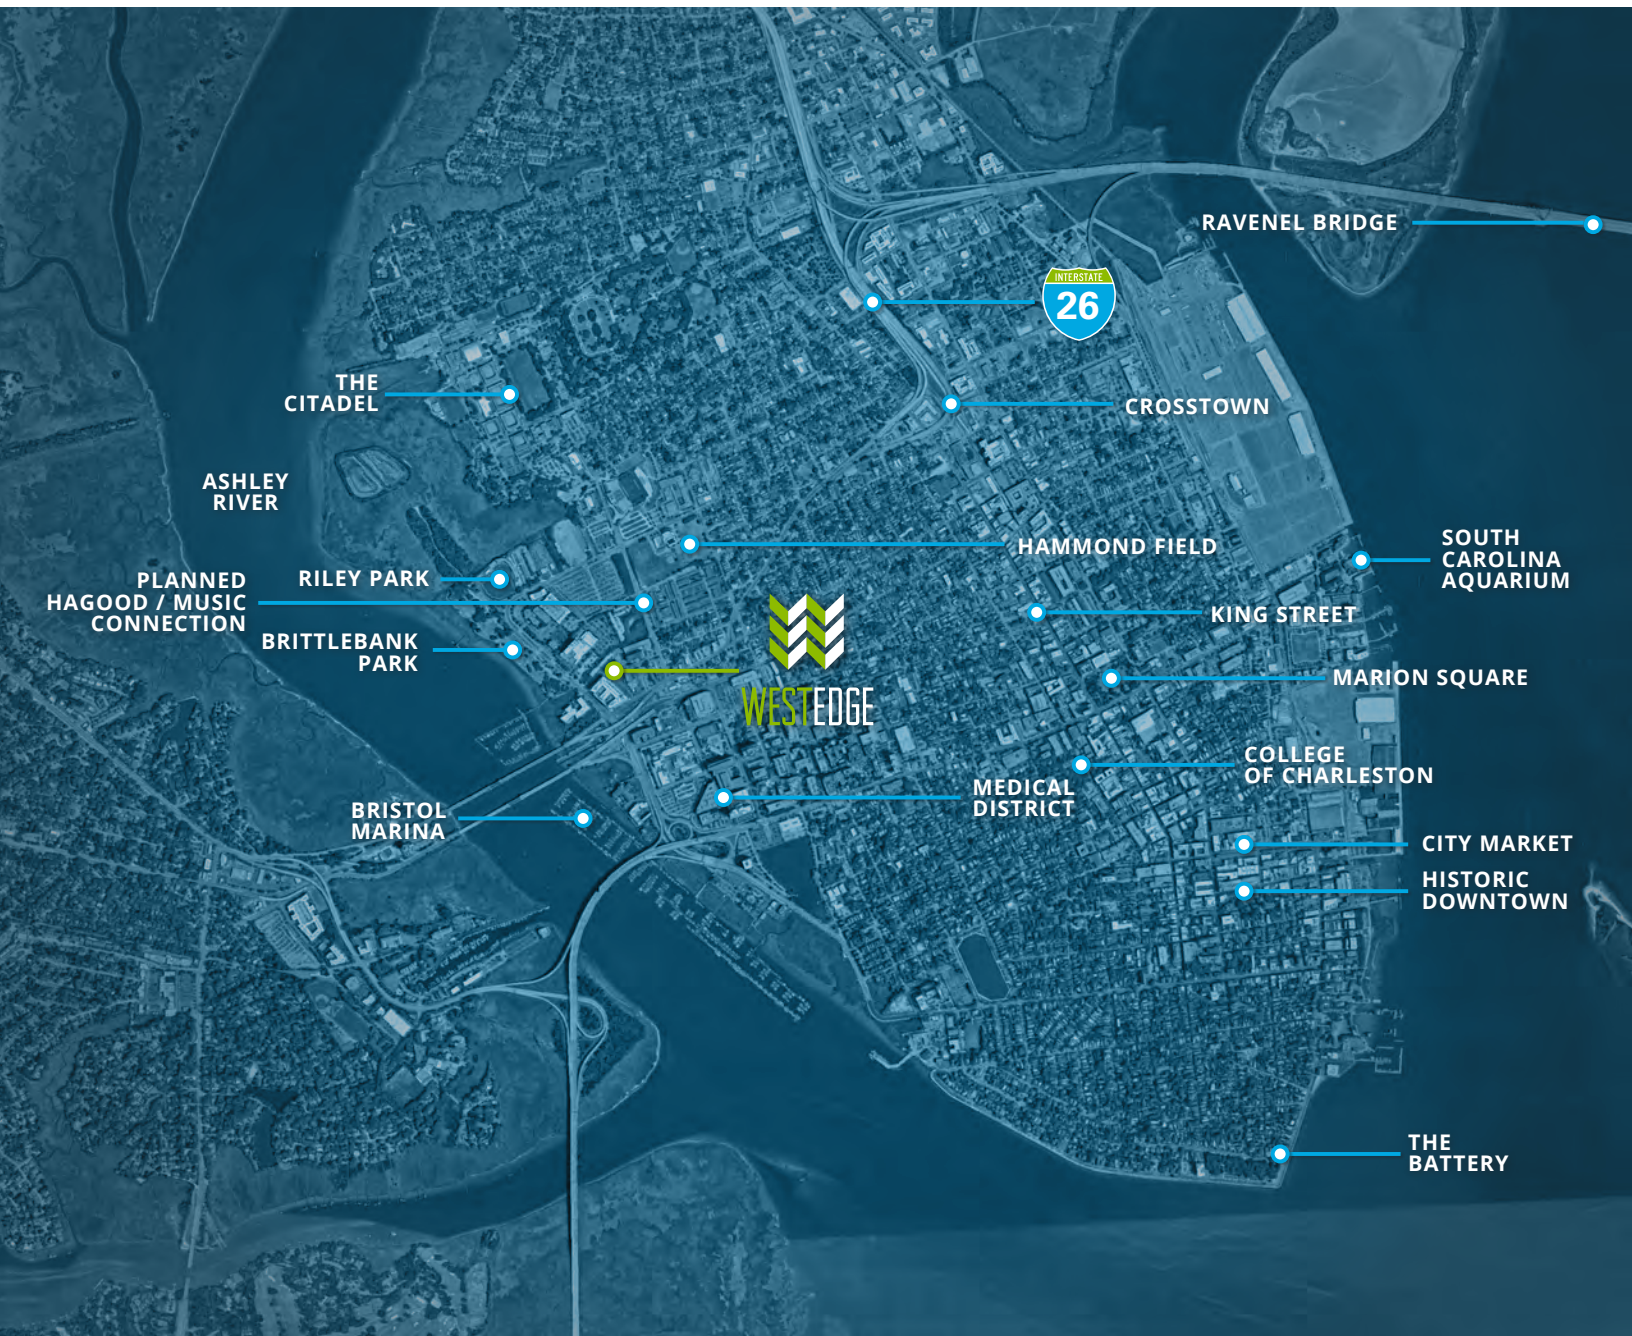 RAVENEL BRIDGE
INTERSTATE
26
THE
CITADEL
CROSSTOWN
ASHLEY
RIVER
HAMMOND FIELD
SOUTH
CAROLINA
AQUARIUM
RILEY PARK
PLANNED
HAGOOD / MUSIC
CONNECTION
KING STREET
BRITTLEBANK
PARK
MARION SQUARE
WESTEDGE
COLLEGE
OF CHARLESTON
MEDICAL
DISTRICT
BRISTOL
MARINA
CITY MARKET
HISTORIC
DOWNTOWN
THE
BATTERY